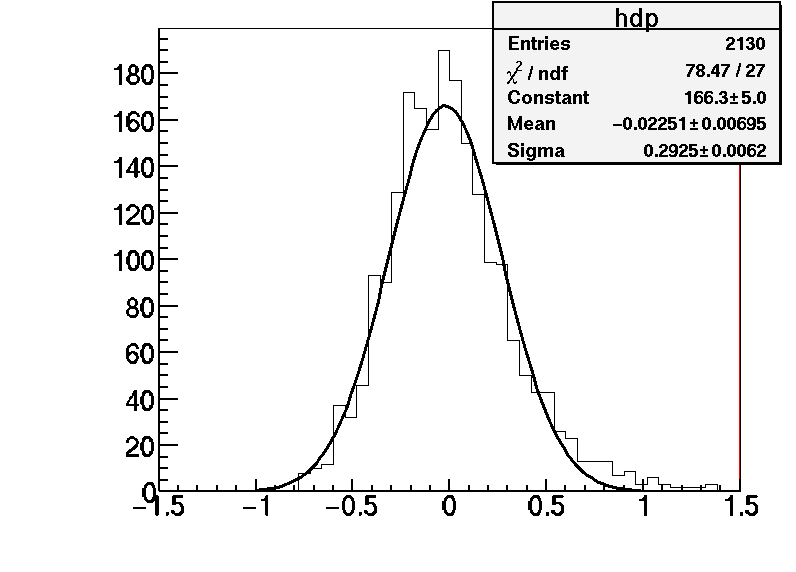 hdp
Entries 2130
χ² / ndf 78.47 / 27
Constant 166.3±5.0
Mean −0.02251±0.00695
Sigma 0.2925±0.0062
180
160
140
120
100
80
60
40
20
0
−1.5 −1 −0.5 0 0.5 1 1.5